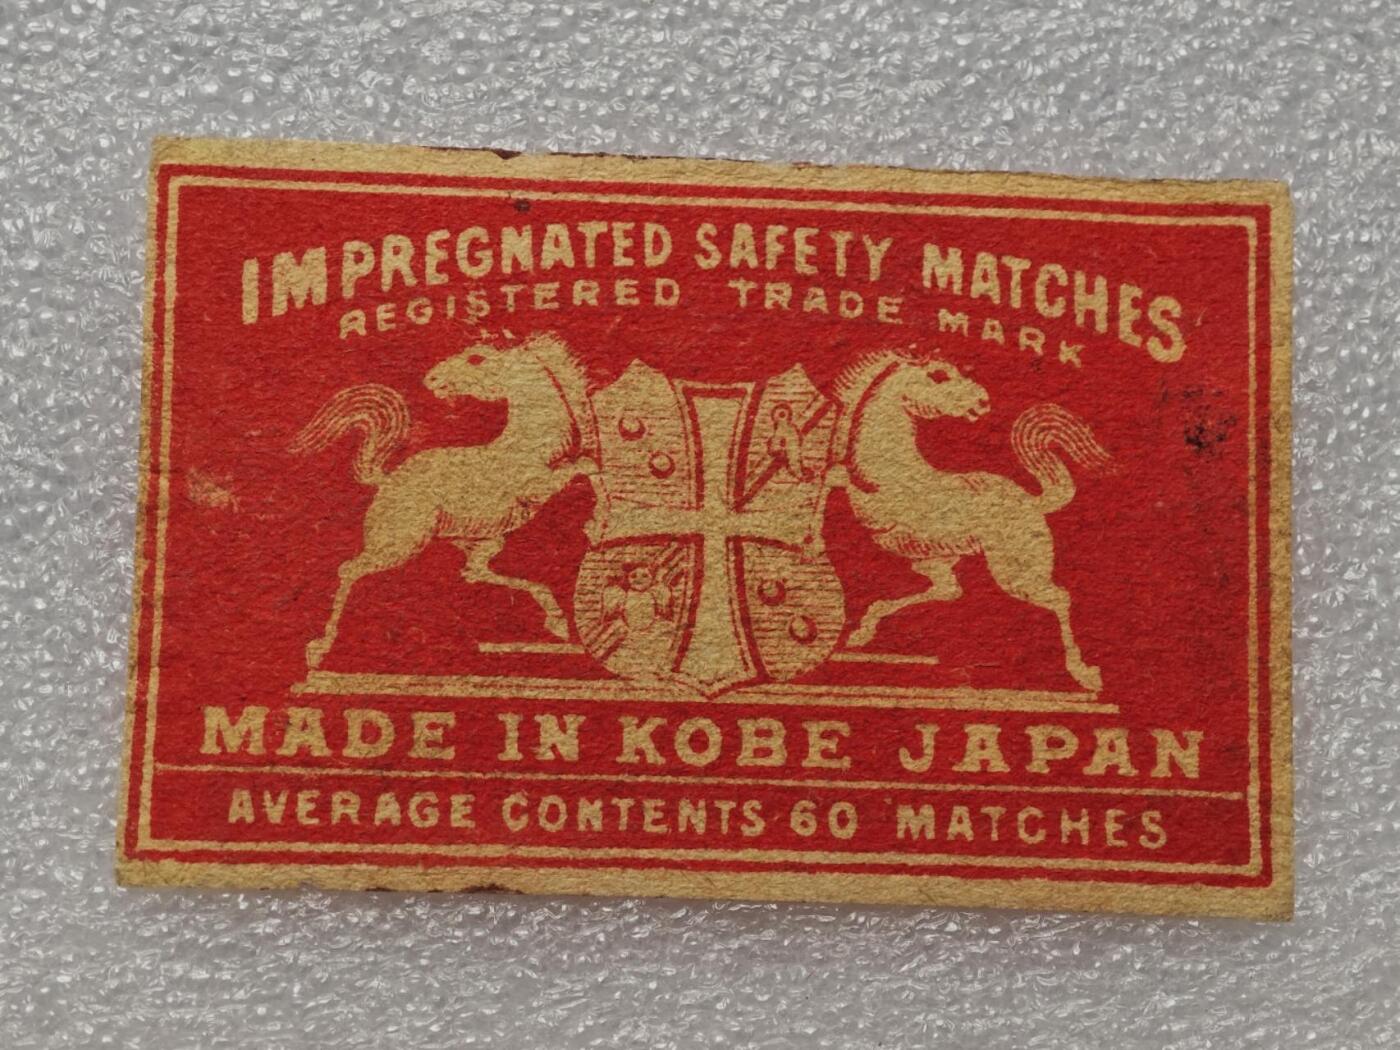 IMPREGNATED SAFETY MATCHES
REGISTERED TRADE MARK
MADE IN KOBE JAPAN
AVERAGE CONTENTS 60 MATCHES